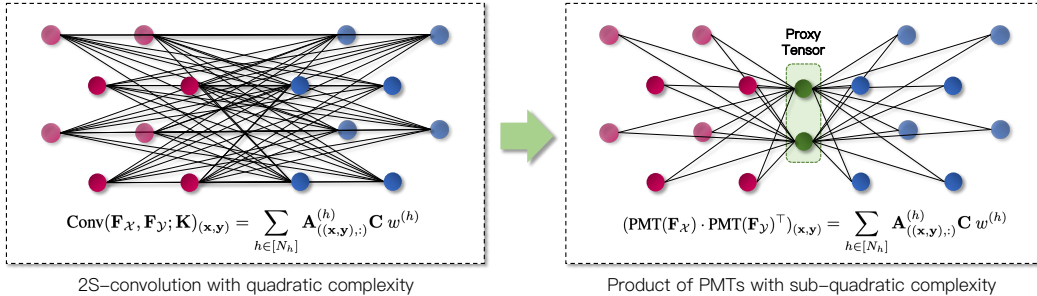 Proxy
Tensor
Conv(𝐅_𝒳, 𝐅_𝒴; 𝐊)_(𝐱,𝐲) = ∑_{h∈[N_h]} 𝐀^(h)_((𝐱,𝐲),:) 𝐂 w^(h)
(PMT(𝐅_𝒳) · PMT(𝐅_𝒴)^⊤)_(𝐱,𝐲) = ∑_{h∈[N_h]} 𝐀^(h)_((𝐱,𝐲),:) 𝐂 w^(h)
2S-convolution with quadratic complexity
Product of PMTs with sub-quadratic complexity